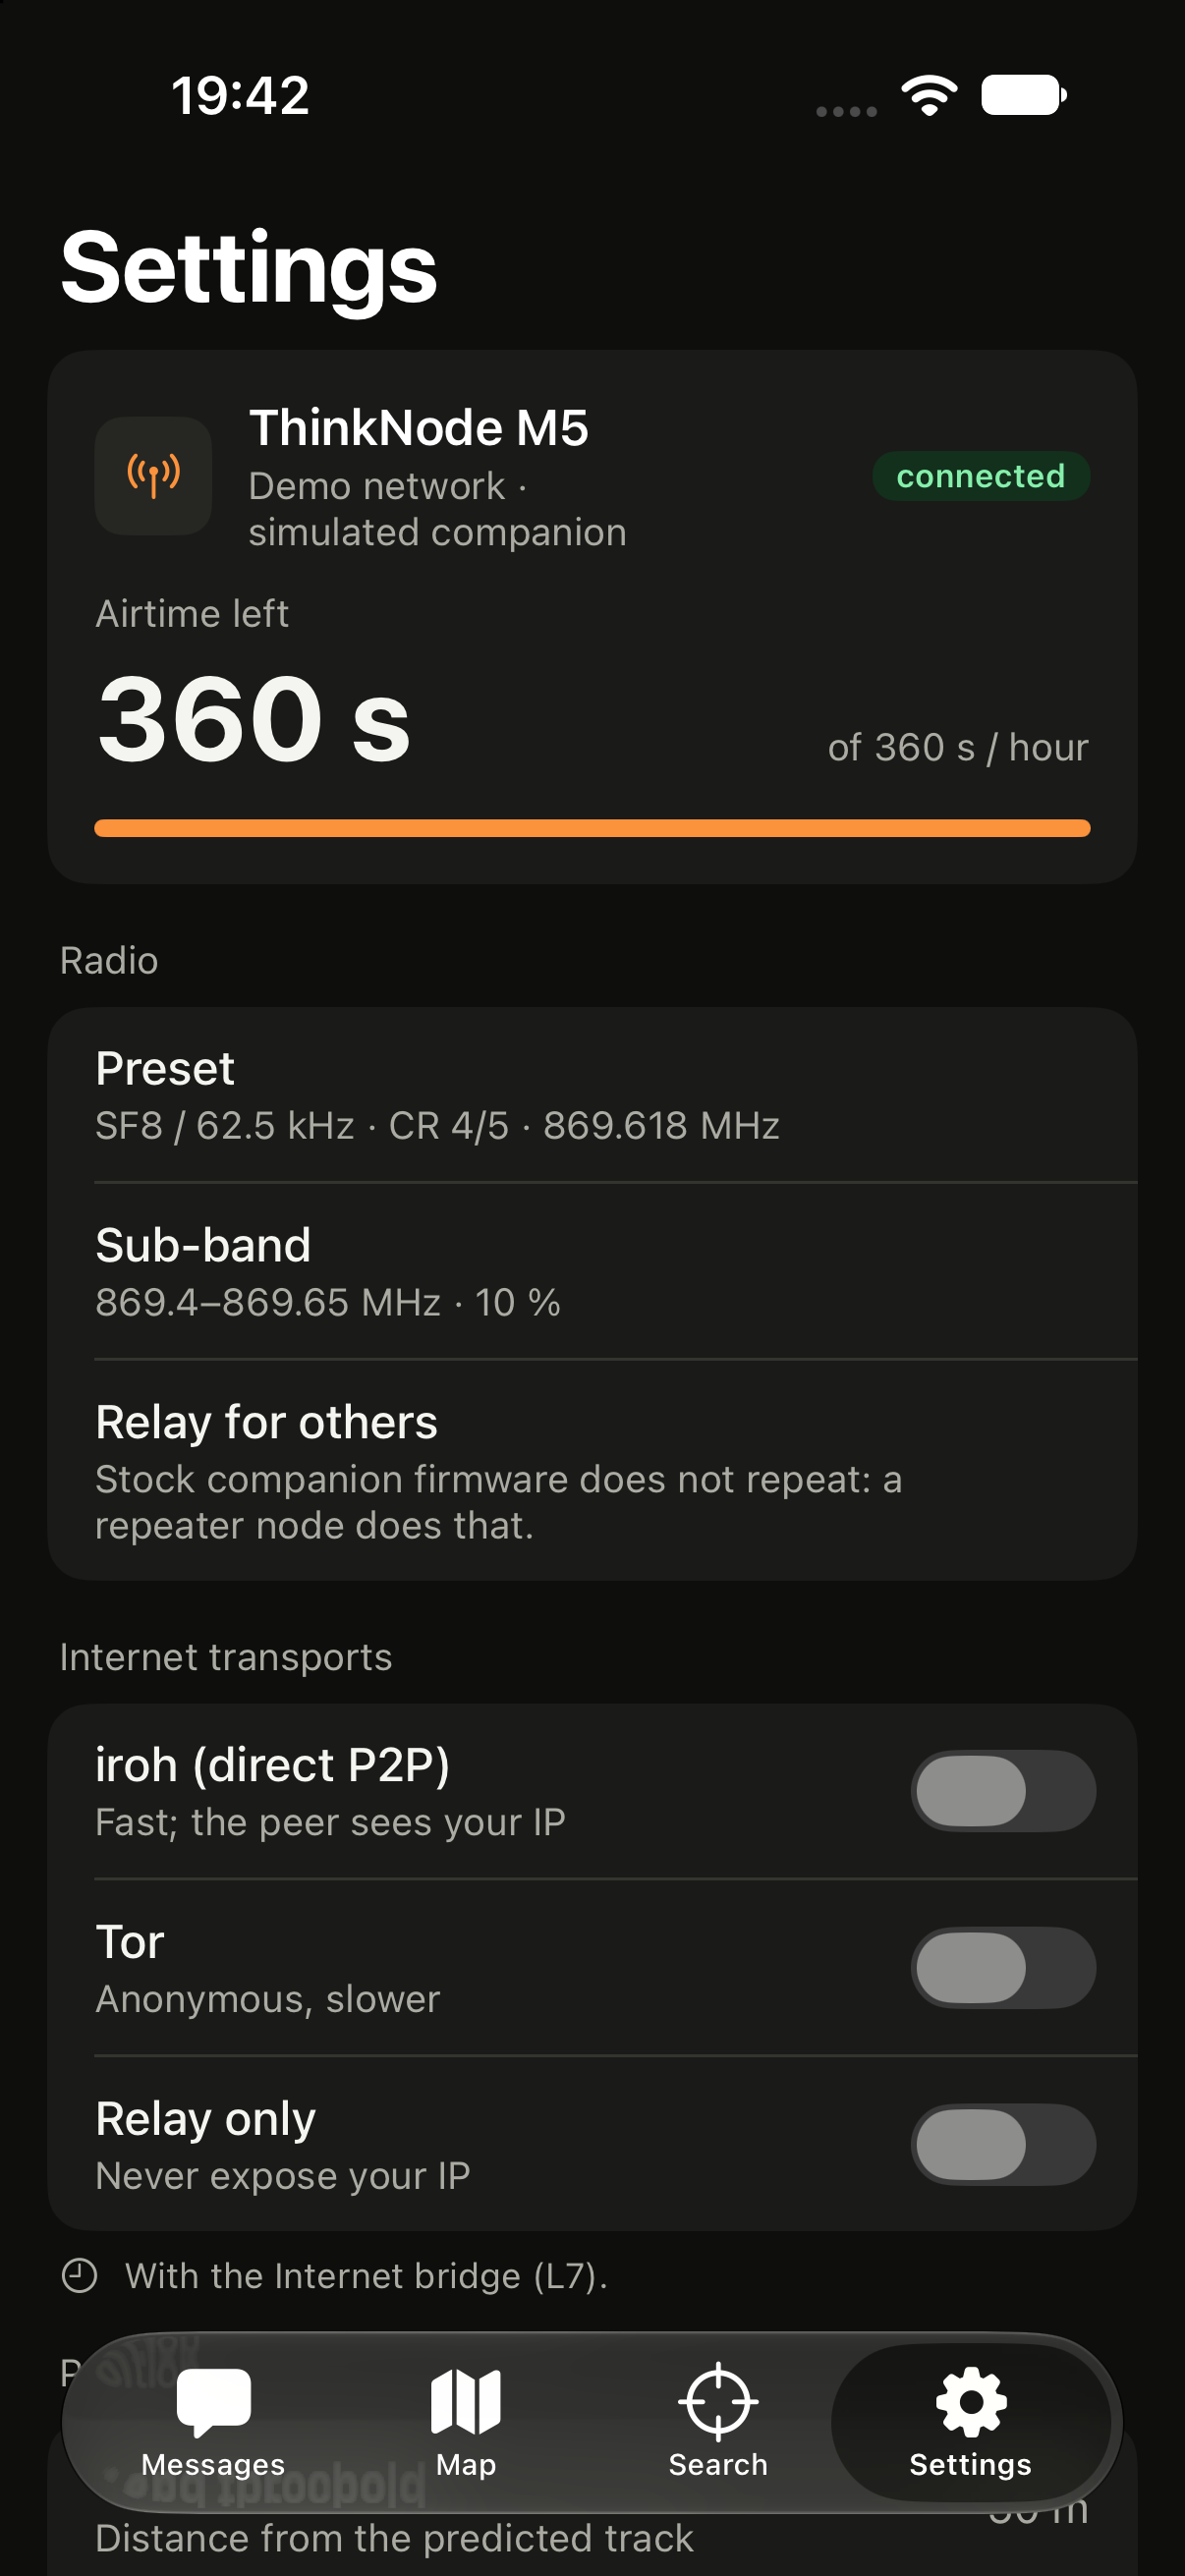 19:42
Settings
ThinkNode M5
Demo network ·
simulated companion
connected
Airtime left
360 s
of 360 s / hour
Radio
Preset
SF8 / 62.5 kHz · CR 4/5 · 869.618 MHz
Sub-band
869.4–869.65 MHz · 10 %
Relay for others
Stock companion firmware does not repeat: a
repeater node does that.
Internet transports
iroh (direct P2P)
Fast; the peer sees your IP
Tor
Anonymous, slower
Relay only
Never expose your IP
With the Internet bridge (L7).
Messages
Map
Search
Settings
Distance from the predicted track